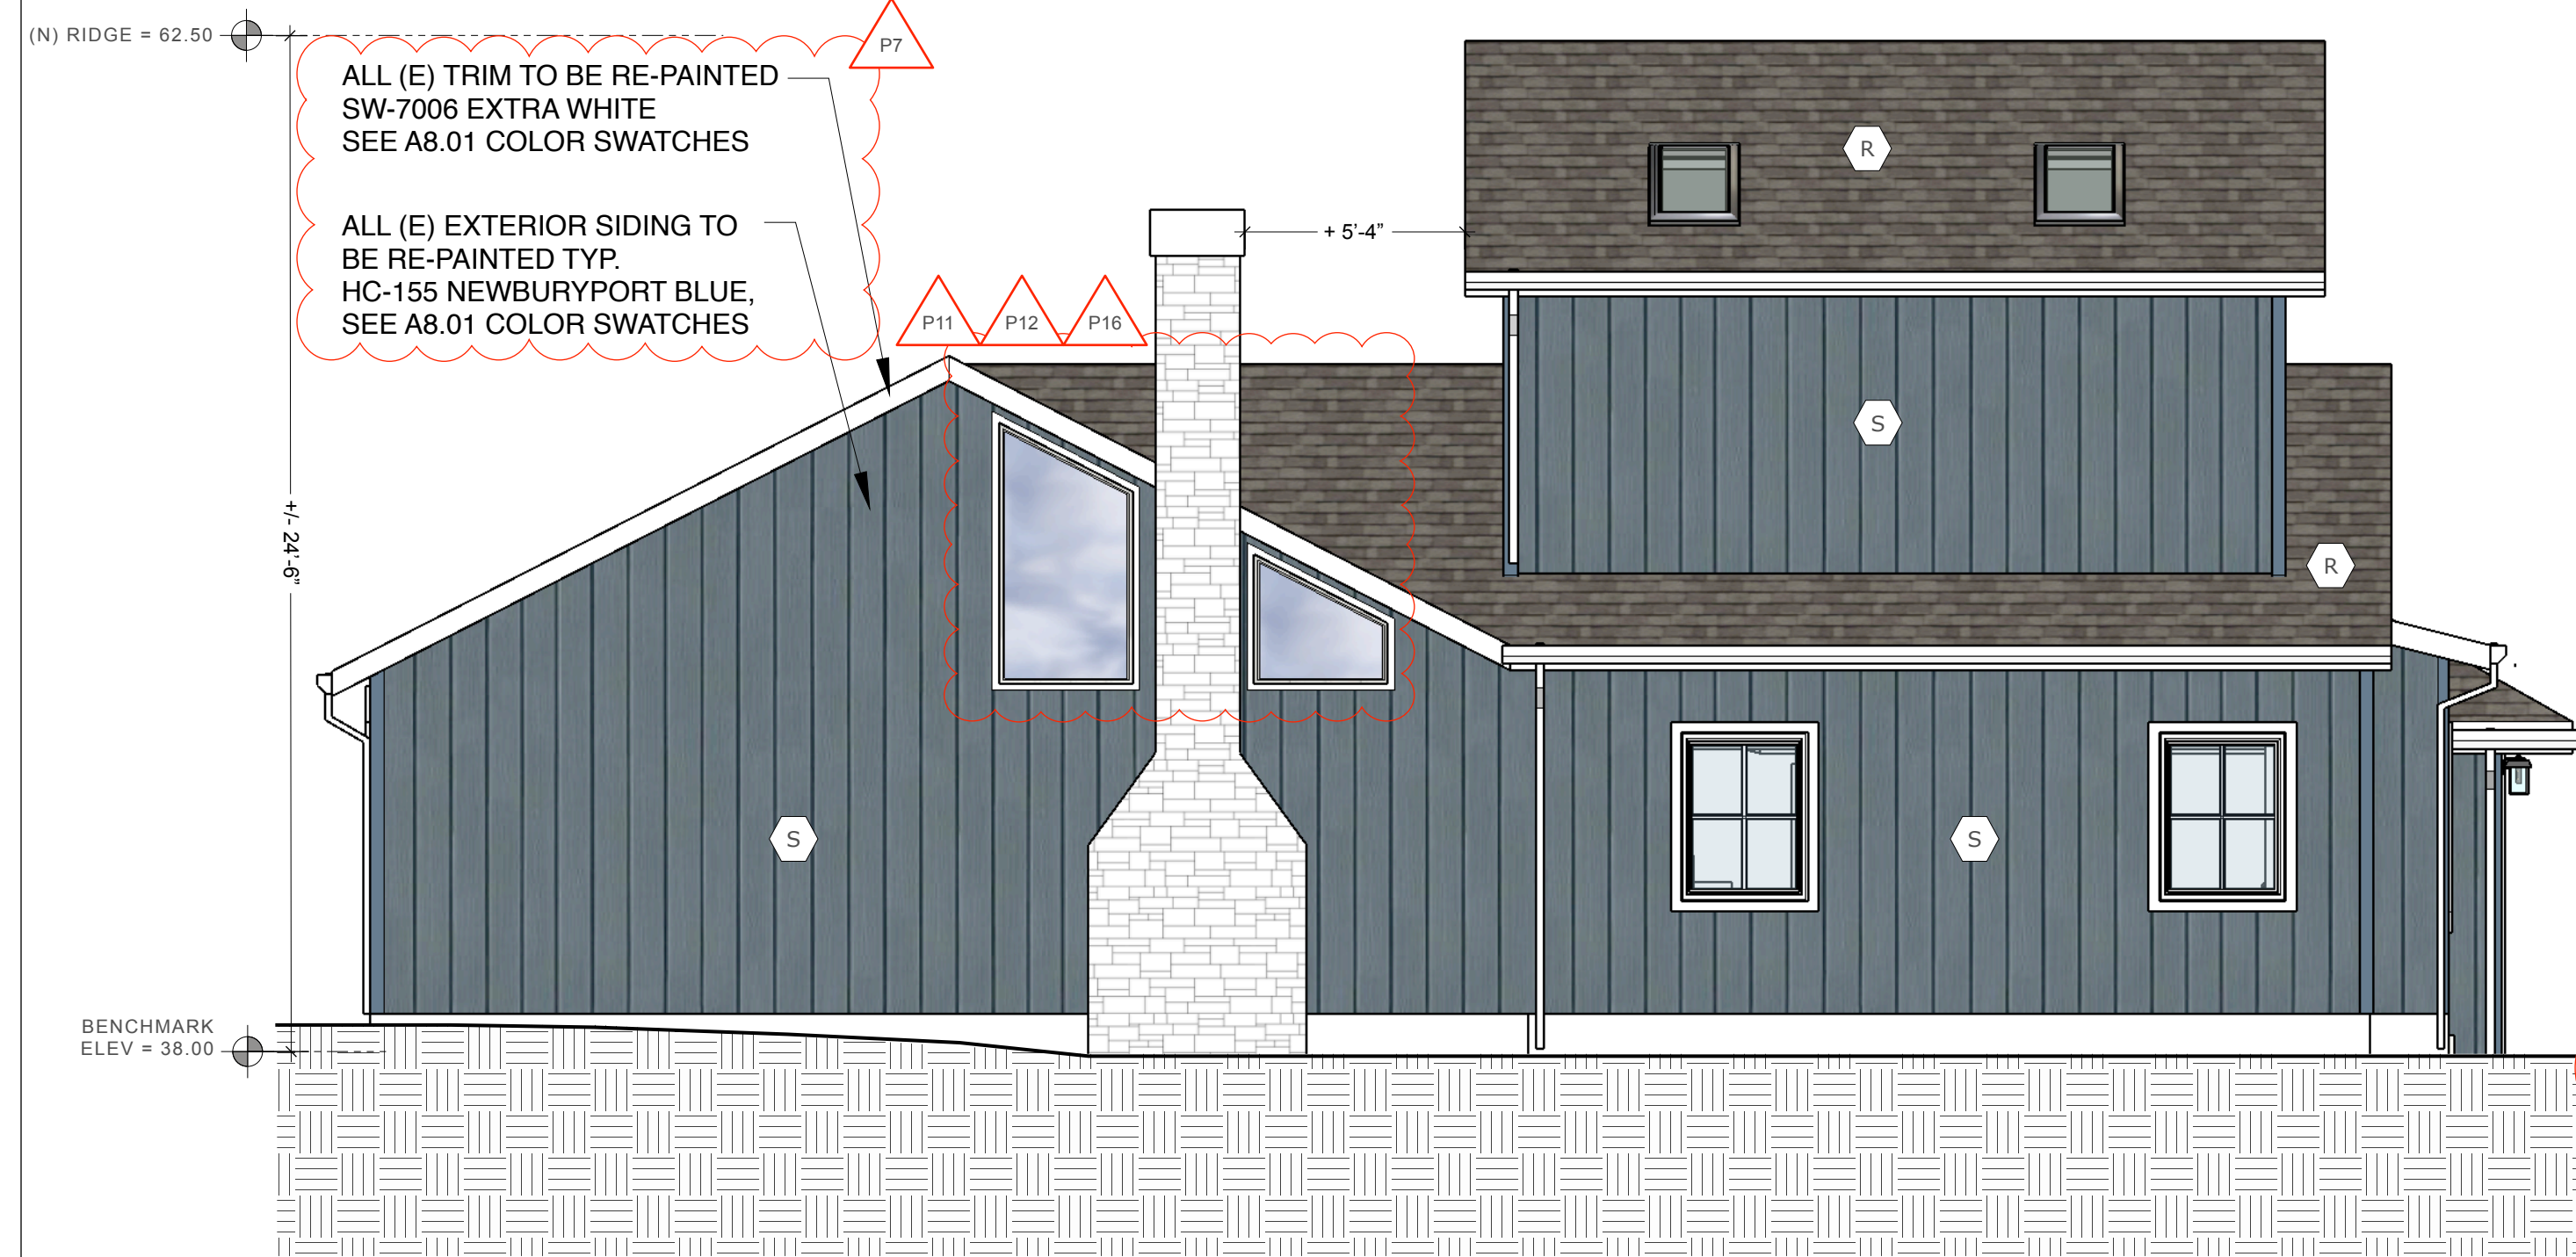 (N) RIDGE = 62.50
P7
ALL (E) TRIM TO BE RE-PAINTED
SW-7006 EXTRA WHITE
SEE A8.01 COLOR SWATCHES
ALL (E) EXTERIOR SIDING TO
BE RE-PAINTED TYP.
HC-155 NEWBURYPORT BLUE,
SEE A8.01 COLOR SWATCHES
R
+ 5'-4"
P11 P12 P16
S
+/- 24'-6"
R
S
S
BENCHMARK
ELEV = 38.00